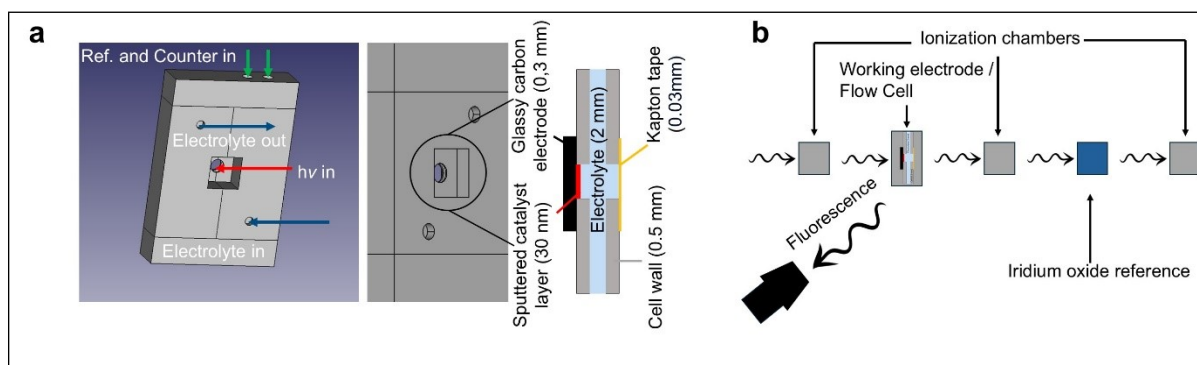 a
Ref. and Counter in
Electrolyte out
hν in
Electrolyte in
Glassy carbon
electrode (0,3 mm)
Sputtered catalyst
layer (30 nm)
Electrolyte (2 mm)
Kapton tape
(0.03mm)
Cell wall (0.5 mm)
b
Ionization chambers
Working electrode /
Flow Cell
Fluorescence
Iridium oxide reference